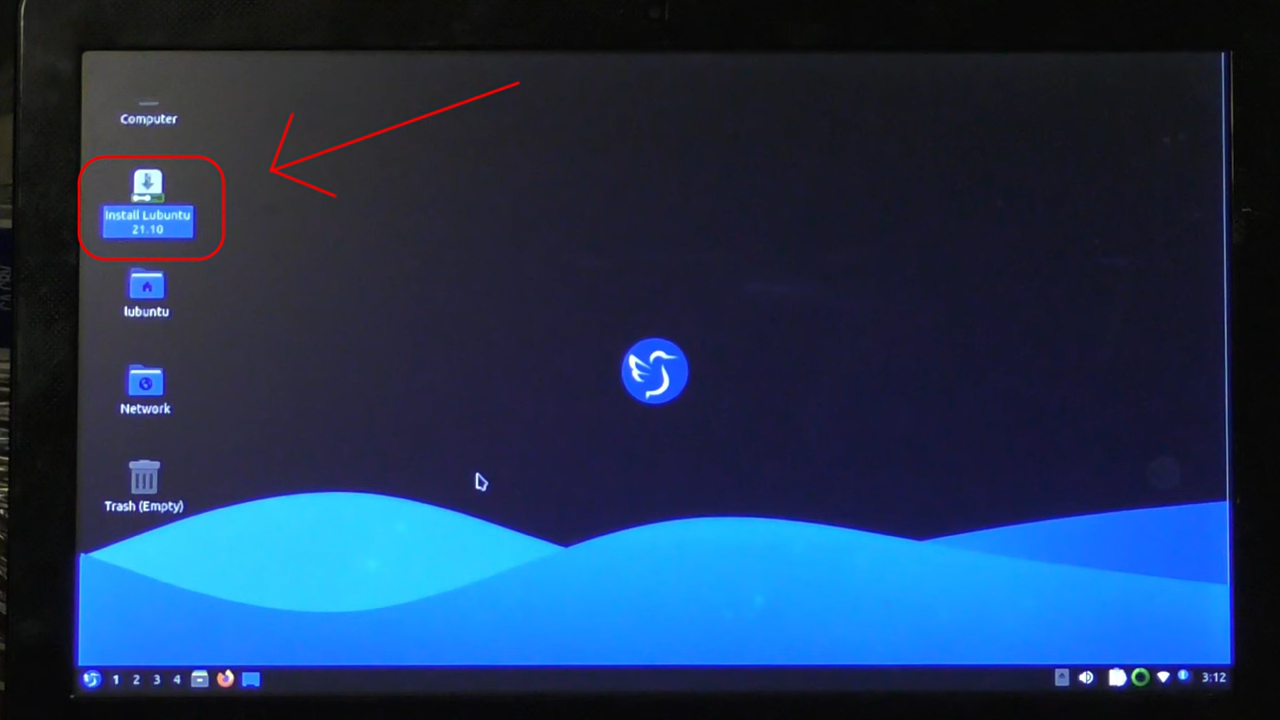 Computer
Install Lubuntu
21.10
lubuntu
Network
Trash (Empty)
1 2 3 4
3:12